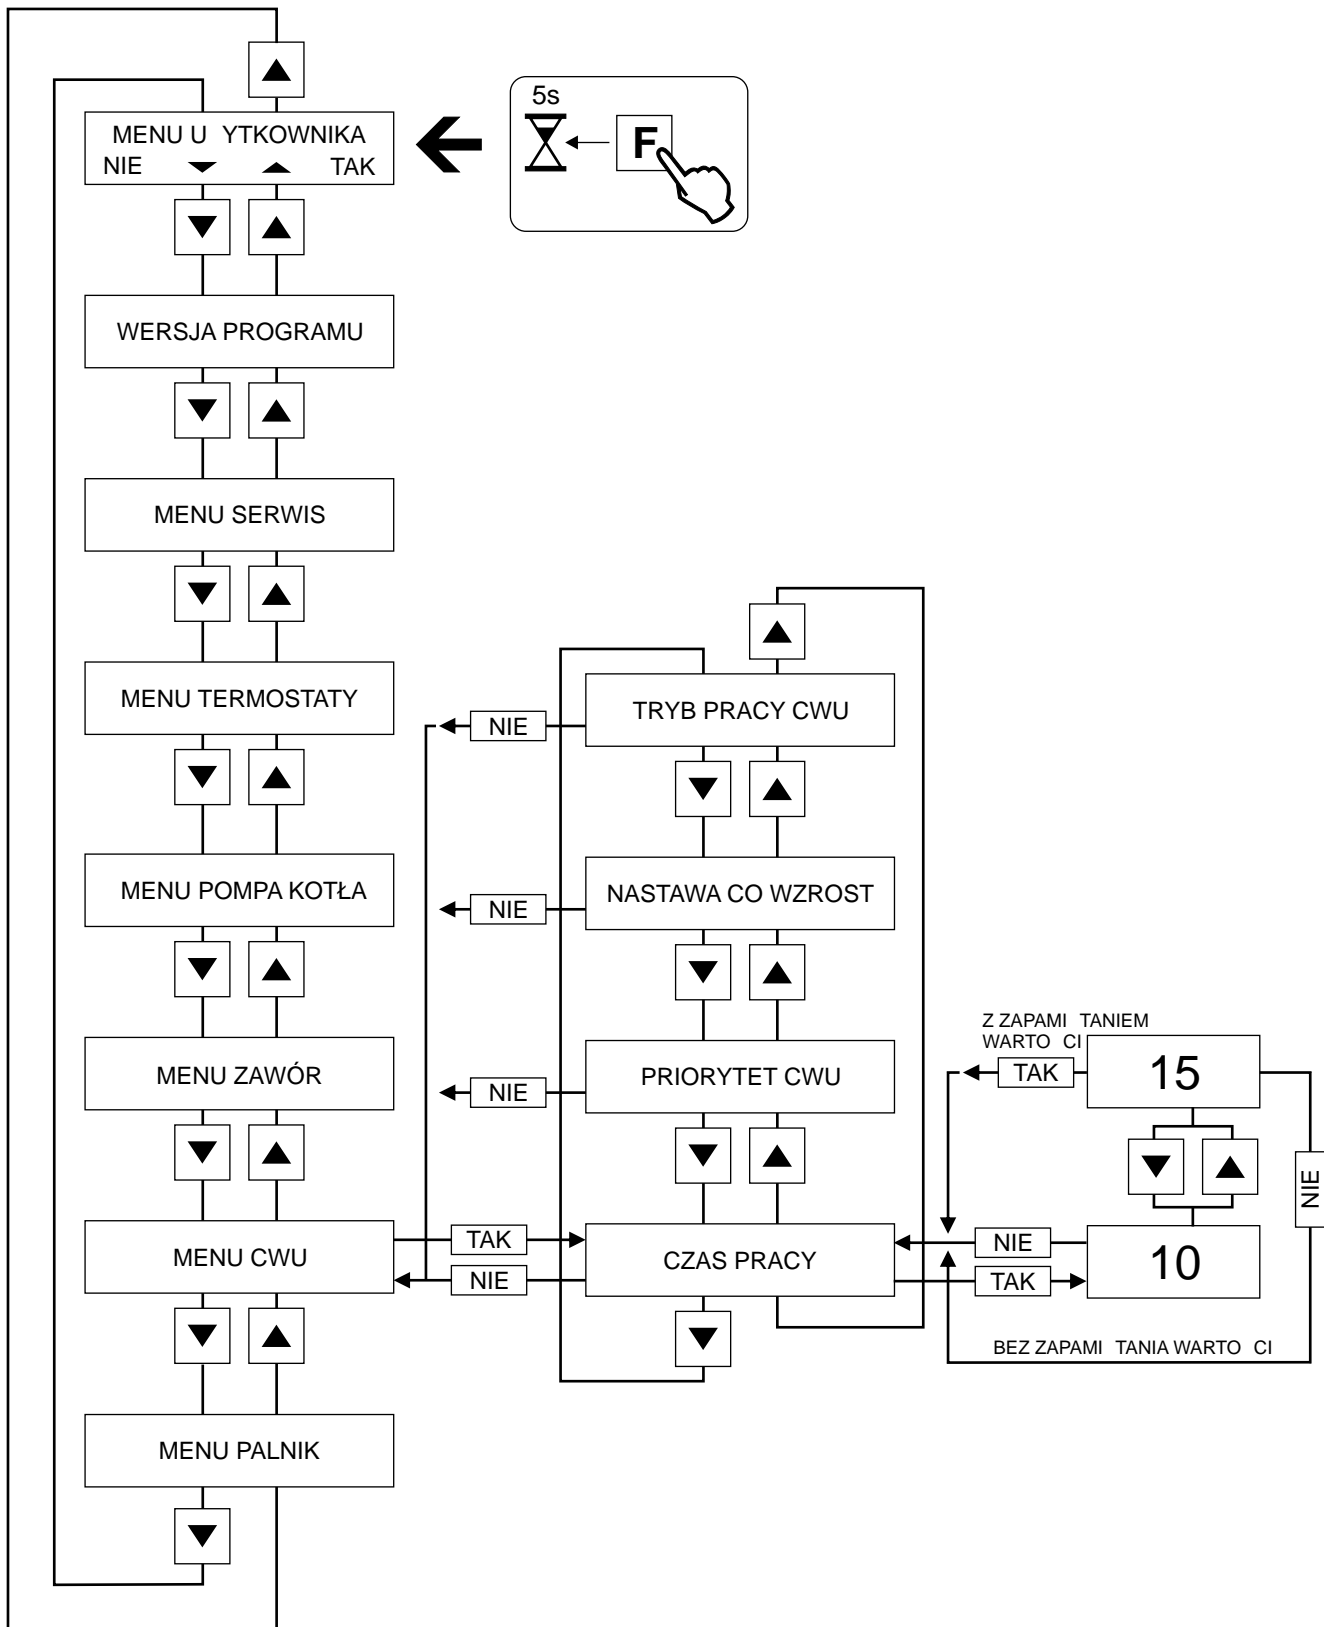 5s
F
MENU U YTKOWNIKA
NIE TAK
WERSJA PROGRAMU
MENU SERWIS
MENU TERMOSTATY
MENU POMPA KOTŁA
MENU ZAWÓR
MENU CWU
MENU PALNIK
TRYB PRACY CWU
NIE
NASTAWA CO WZROST
NIE
PRIORYTET CWU
NIE
TAK
NIE
CZAS PRACY
Z ZAPAMI TANIEM
WARTO CI
TAK
15
NIE
NIE
TAK
10
BEZ ZAPAMI TANIA WARTO CI